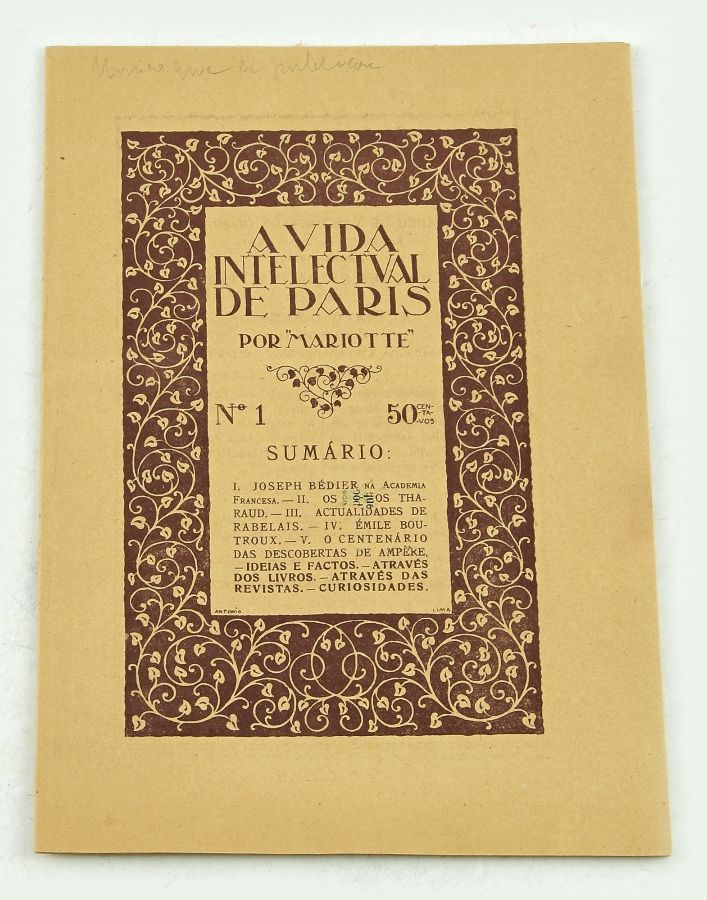 A VIDA
INTELECTVAL
DE PARIS
POR "MARIOTTE"
Nº 1
50 CEN-
TA-
VOS
SUMÁRIO:
I. JOSEPH BÉDIER NA ACADEMIA
FRANCESA. — II. OS OS THA-
RAUD. — III. ACTUALIDADES DE
RABELAIS. — IV. ÉMILE BOU-
TROUX. — V. O CENTENÁRIO
DAS DESCOBERTAS DE AMPÈRE,
— IDEIAS E FACTOS. — ATRAVÉS
DOS LIVROS. — ATRAVÉS DAS
REVISTAS. — CURIOSIDADES.
ANTONIO LIMA